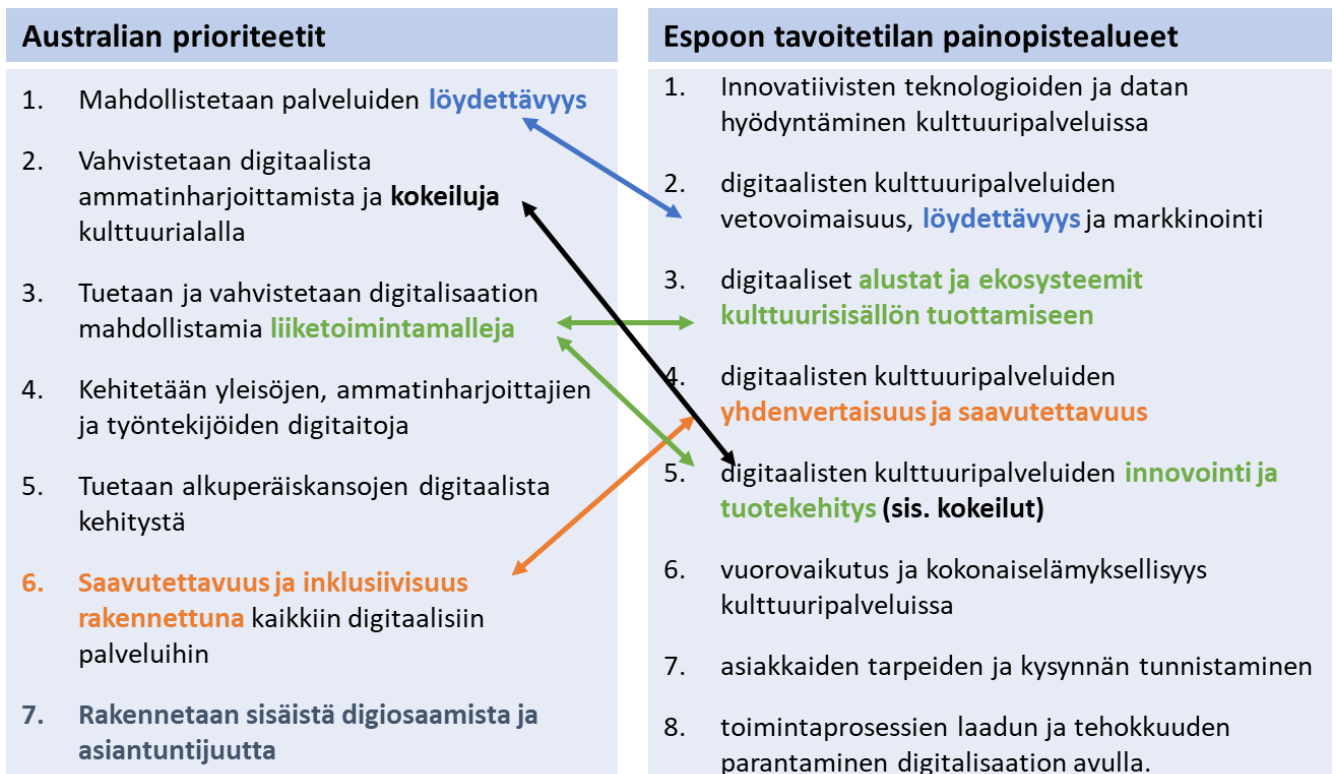 Australian prioriteetit
1. Mahdollistetaan palveluiden löydettävyys
2. Vahvistetaan digitaalista
ammatinharjoittamista ja kokeiluja
kulttuurialalla
3. Tuetaan ja vahvistetaan digitalisaation
mahdollistamia liiketoimintamalleja
4. Kehitetään yleisöjen, ammatinharjoittajien
ja työntekijöiden digitaitoja
5. Tuetaan alkuperäiskansojen digitaalista
kehitystä
6. Saavutettavuus ja inklusiivisuus
rakennettuna kaikkiin digitaalisiin
palveluihin
7. Rakennetaan sisäistä digiosaamista ja
asiantuntijuutta
Espoon tavoitetilan painopistealueet
1. Innovatiivisten teknologioiden ja datan
hyödyntäminen kulttuuripalveluissa
2. digitaalisten kulttuuripalveluiden
vetovoimaisuus, löydettävyys ja markkinointi
3. digitaaliset alustat ja ekosysteemit
kulttuurisisällön tuottamiseen
4. digitaalisten kulttuuripalveluiden
yhdenvertaisuus ja saavutettavuus
5. digitaalisten kulttuuripalveluiden innovointi ja
tuotekehitys (sis. kokeilut)
6. vuorovaikutus ja kokonaiselämyksellisyys
kulttuuripalveluissa
7. asiakkaiden tarpeiden ja kysynnän tunnistaminen
8. toimintaprosessien laadun ja tehokkuuden
parantaminen digitalisaation avulla.